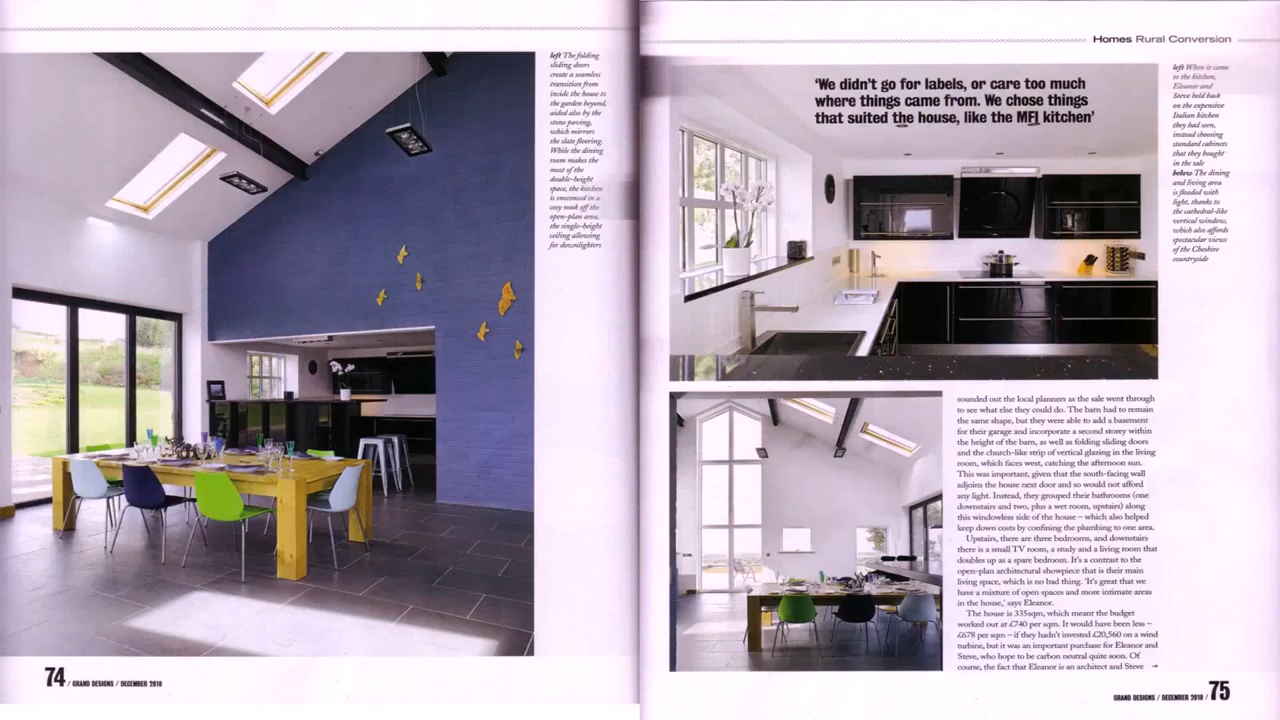 left The folding
sliding doors
create a seamless
transition from
inside the house to
the garden beyond,
aided also by the
stone paving,
which mirrors
the slate flooring.
While the dining
room makes the
most of the
double-height
space, the kitchen
is ensconced in a
cosy nook off the
open-plan area,
the single-height
ceiling allowing
for downlighters
74 / GRAND DESIGNS / DECEMBER 2010
Homes Rural Conversion
'We didn't go for labels, or care too much
where things came from. We chose things
that suited the house, like the MFI kitchen'
left When it came
to the kitchen,
Eleanor and
Steve held back
on the expensive
Italian kitchen
they had seen,
instead choosing
standard cabinets
that they bought
in the sale
below The dining
and living area
is flooded with
light, thanks to
the cathedral-like
vertical window,
which also affords
spectacular views
of the Cheshire
countryside
sounded out the local planners as the sale went through
to see what else they could do. The barn had to remain
the same shape, but they were able to add a basement
for their garage and incorporate a second storey within
the height of the barn, as well as folding sliding doors
and the church-like strip of vertical glazing in the living
room, which faces west, catching the afternoon sun.
This was important, given that the south-facing wall
adjoins the house next door and so would not afford
any light. Instead, they grouped their bathrooms (one
downstairs and two, plus a wet room, upstairs) along
this windowless side of the house – which also helped
keep down costs by confining the plumbing to one area.
Upstairs, there are three bedrooms, and downstairs
there is a small TV room, a study and a living room that
doubles up as a spare bedroom. It's a contrast to the
open-plan architectural showpiece that is their main
living space, which is no bad thing. 'It's great that we
have a mixture of open spaces and more intimate areas
in the house,' says Eleanor.
The house is 335sqm, which meant the budget
worked out at £740 per sqm. It would have been less –
£678 per sqm – if they hadn't invested £20,560 on a wind
turbine, but it was an important purchase for Eleanor and
Steve, who hope to be carbon neutral quite soon. Of
course, the fact that Eleanor is an architect and Steve →
GRAND DESIGNS / DECEMBER 2010 / 75